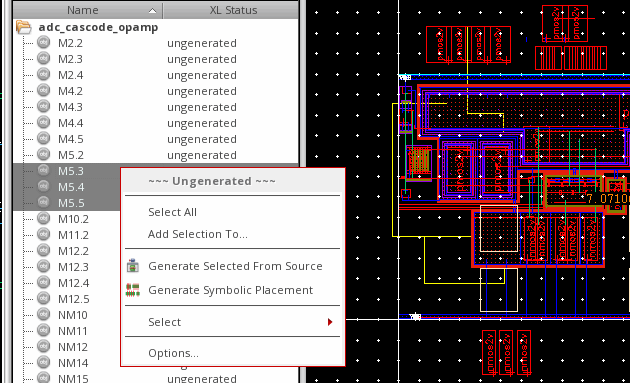 Name XL Status
adc_cascode_opamp
M2.2 ungenerated
M2.3 ungenerated
M2.4 ungenerated
M4.2 ungenerated
M4.3 ungenerated
M4.4 ungenerated
M4.5 ungenerated
M5.2 ungenerated
M5.3
M5.4
M5.5
M10.2
M11.2
M12.2
M12.3
M12.4
M12.5
NM10
NM11
NM12
NM14
NM15 ungenerated
~~~ Ungenerated ~~~
Select All
Add Selection To...
Generate Selected From Source
Generate Symbolic Placement
Select
Options...
pmos2v
pmos2v
7.0710
nmos2v